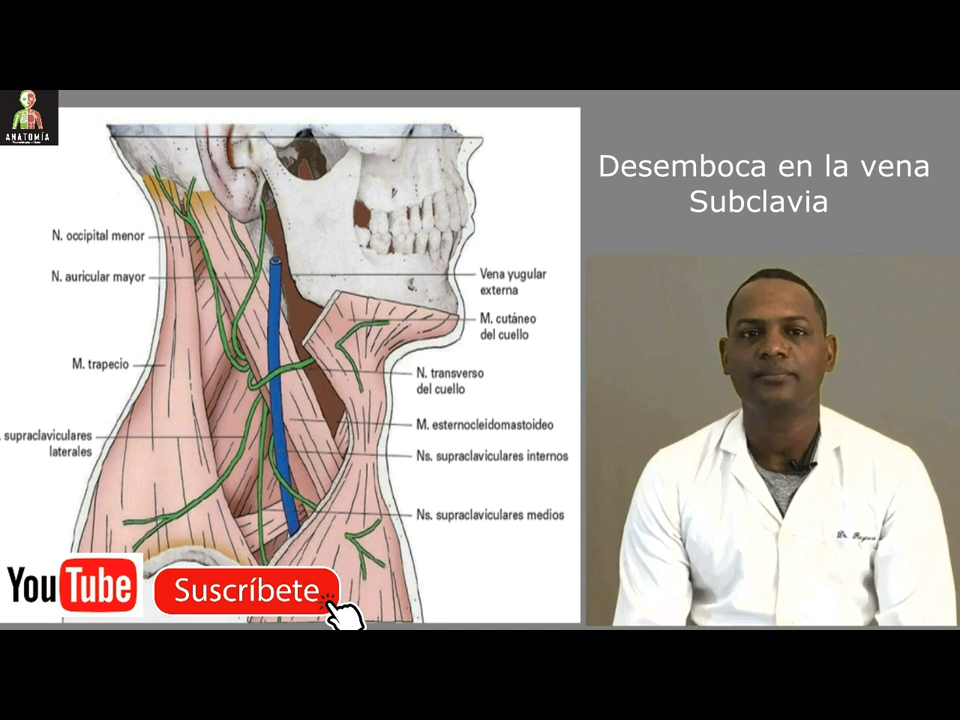 ANATOMÍA
Desemboca en la vena
Subclavia
N. occipital menor
N. auricular mayor
M. trapecio
supraclaviculares
laterales
Vena yugular
externa
M. cutáneo
del cuello
N. transverso
del cuello
M. esternocleidomastoideo
Ns. supraclaviculares internos
Ns. supraclaviculares medios
YouTube
Suscríbete
Dr.